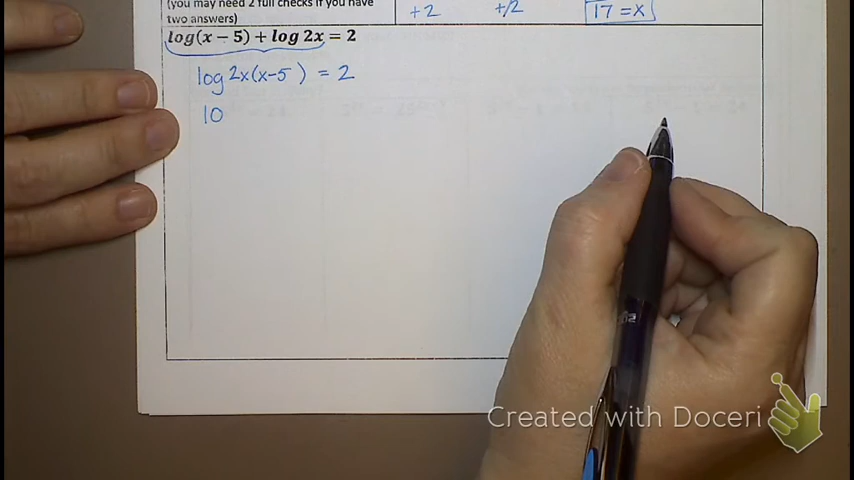 (you may need 2 full checks if you have
two answers)
+2 +/2 17 = x
log(x − 5) + log 2x = 2
log 2x(x-5) = 2
10
Created with Doceri